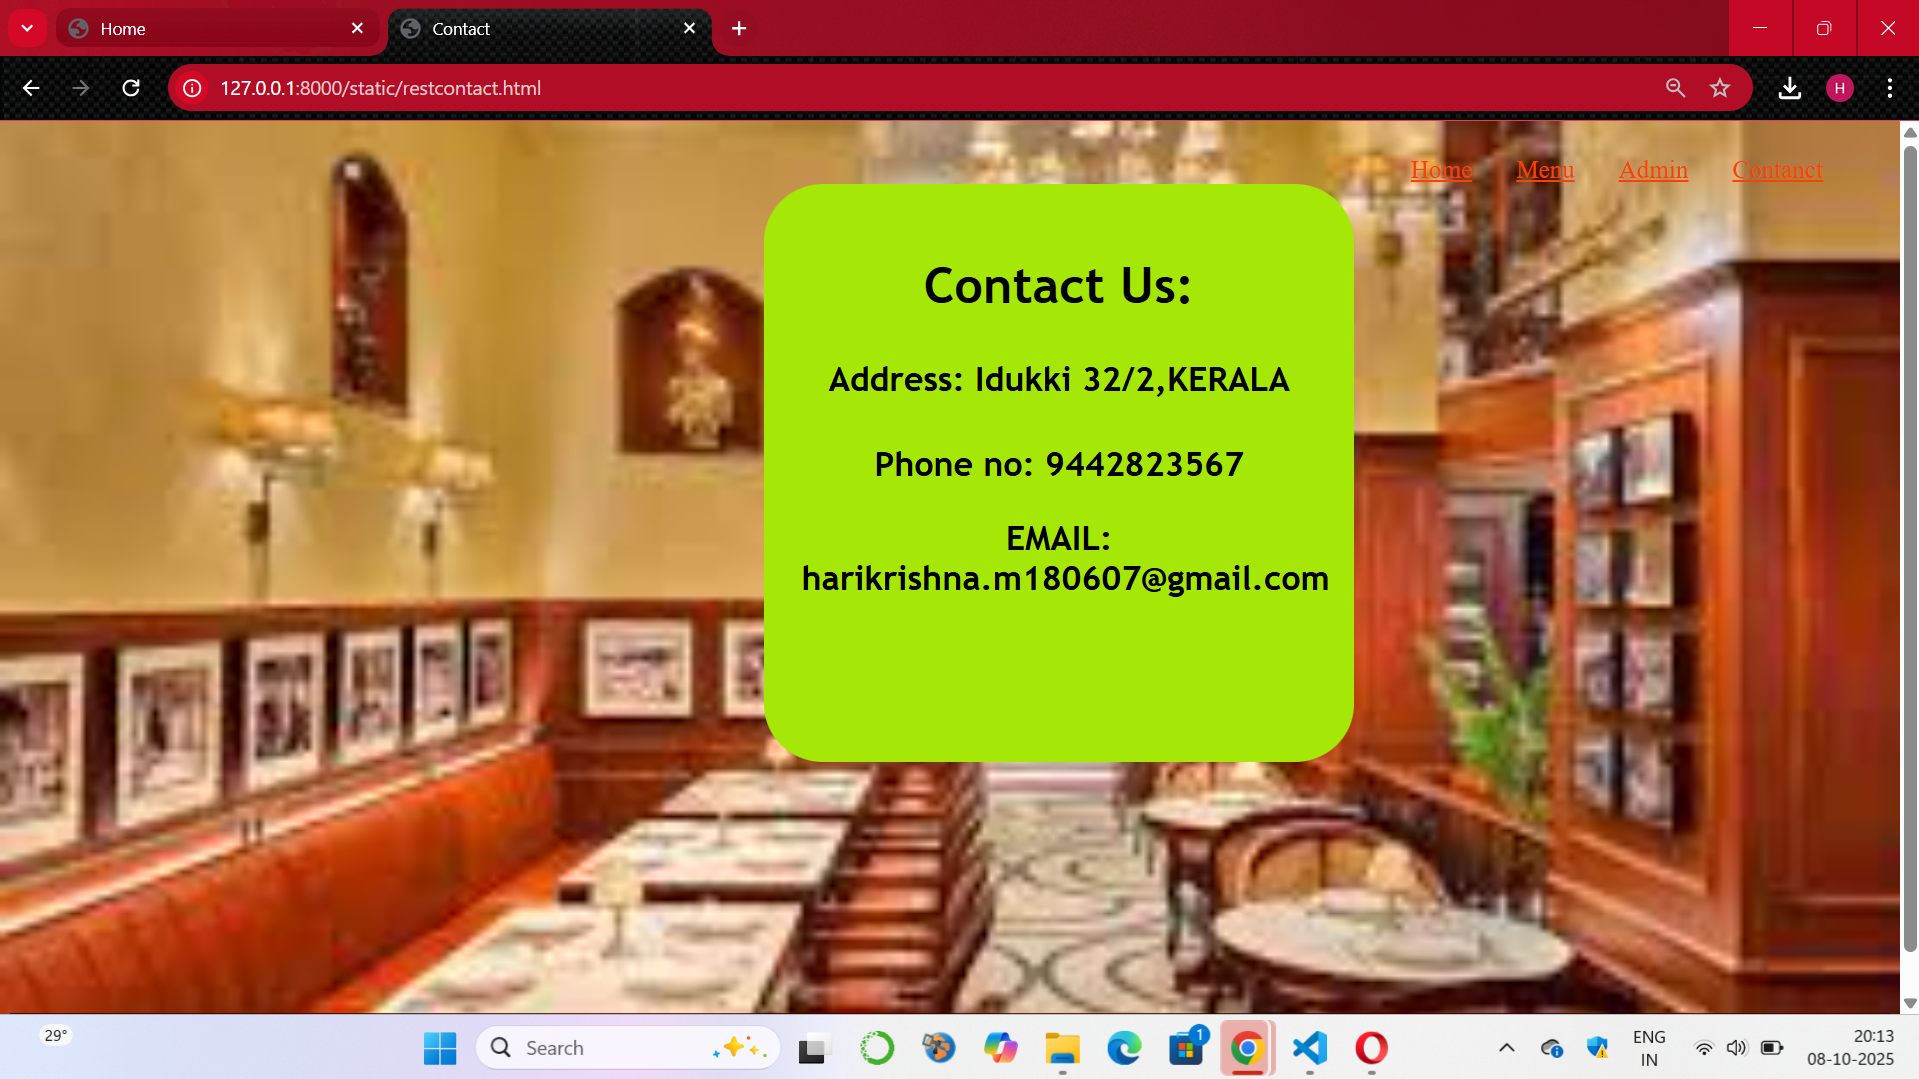 Home
Contact
127.0.0.1:8000/static/restcontact.html
H
Home Menu Admin Contanct
Contact Us:
Address: Idukki 32/2,KERALA
Phone no: 9442823567
EMAIL:
harikrishna.m180607@gmail.com
29°
Search
1
ENG
IN
20:13
08-10-2025